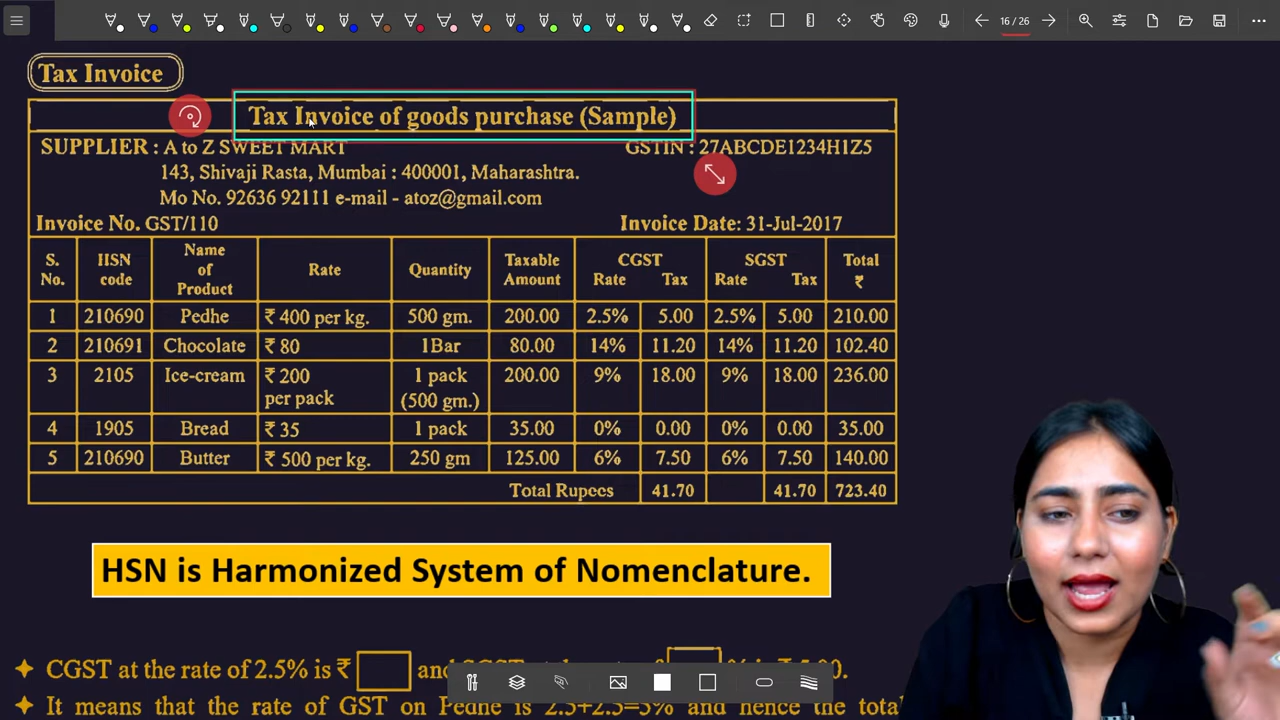 16 / 26
Tax Invoice
Tax Invoice of goods purchase (Sample)
SUPPLIER : A to Z SWEET MART GSTIN : 27ABCDE1234H1Z5
143, Shivaji Rasta, Mumbai : 400001, Maharashtra.
Mo No. 92636 92111 e-mail - atoz@gmail.com
Invoice No. GST/110 Invoice Date: 31-Jul-2017
S. No. HSN code Name of Product Rate Quantity Taxable Amount CGST Rate Tax SGST Rate Tax Total ₹
1 210690 Pedhe ₹ 400 per kg. 500 gm. 200.00 2.5% 5.00 2.5% 5.00 210.00
2 210691 Chocolate ₹ 80 1Bar 80.00 14% 11.20 14% 11.20 102.40
3 2105 Ice-cream ₹ 200 per pack 1 pack (500 gm.) 200.00 9% 18.00 9% 18.00 236.00
4 1905 Bread ₹ 35 1 pack 35.00 0% 0.00 0% 0.00 35.00
5 210690 Butter ₹ 500 per kg. 250 gm 125.00 6% 7.50 6% 7.50 140.00
Total Rupees 41.70 41.70 723.40
HSN is Harmonized System of Nomenclature.
CGST at the rate of 2.5% is ₹ and
It means that the rate of GST on Pedhe is 2.5+2.5=5% and hence the total